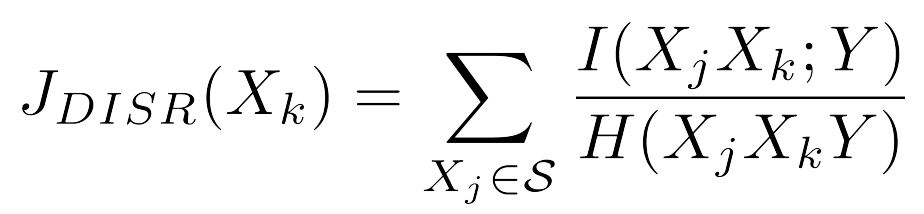 J_{DISR}(X_k) = \sum_{X_j \in \mathcal{S}} \frac{I(X_j X_k; Y)}{H(X_j X_k Y)}